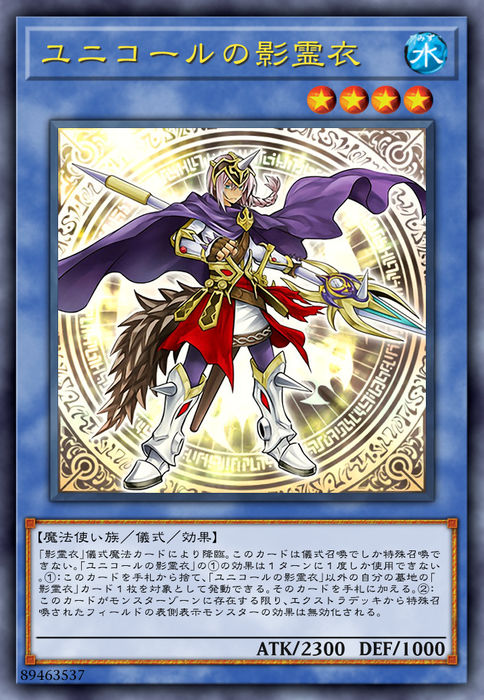 ユニコールの影霊衣
みず
水
【魔法使い族／儀式／効果】
「影霊衣」儀式魔法カードにより降臨。このカードは儀式召喚でしか特殊召喚で
きない。「ユニコールの影霊衣」の①の効果は１ターンに１度しか使用できな
い。①：このカードを手札から捨て、「ユニコールの影霊衣」以外の自分の墓地の「
影霊衣」カード１枚を対象として発動できる。そのカードを手札に加える。②：
このカードがモンスターゾーンに存在する限り、エクストラデッキから特殊召
喚されたフィールドの表側表示モンスターの効果は無効化される。
ATK/2300 DEF/1000
89463537